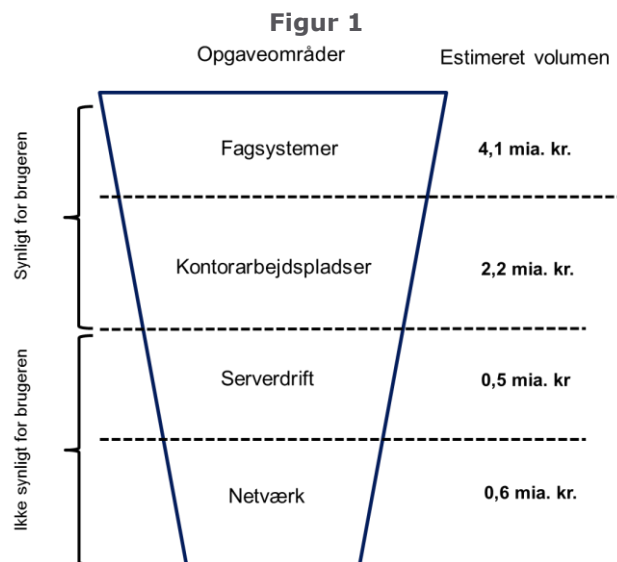 Figur 1
Opgaveområder
Estimeret volumen
Synligt for brugeren
Fagsystemer
4,1 mia. kr.
Kontorarbejdspladser
2,2 mia. kr.
Ikke synligt for brugeren
Serverdrift
0,5 mia. kr
Netværk
0,6 mia. kr.